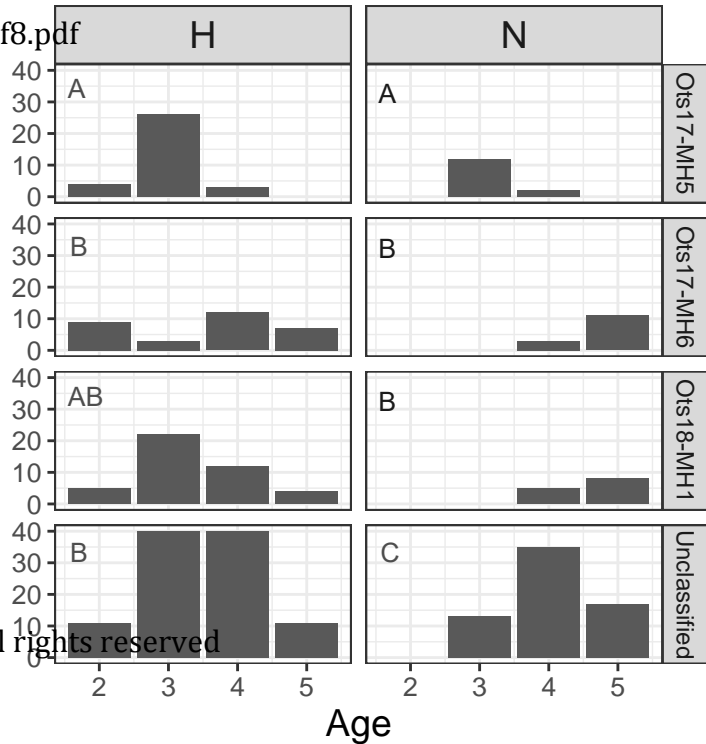 f8.pdf
H N
40 A A Ots17-MH5
30
20
10
0
40 B B Ots17-MH6
30
20
10
0
40 AB B Ots18-MH1
30
20
10
0
40 B C Unclassified
30
20
10
0
l rights reserved
2 3 4 5 2 3 4 5
Age